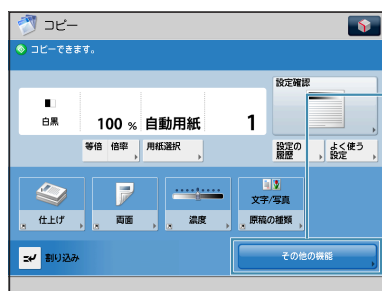 コピー
コピーできます。
設定確認
白黒 100 % 自動用紙 1
等倍 倍率 用紙選択 設定の履歴 よく使う設定
文字/写真
仕上げ 両面 濃度 原稿の種類
割り込み その他の機能